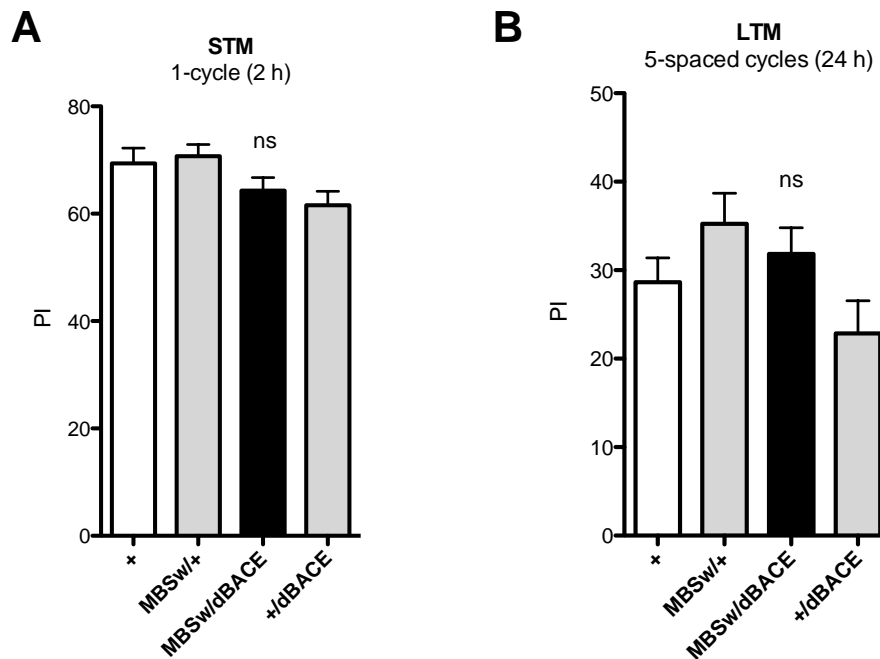 A
STM
1-cycle (2 h)
80
60
40
20
0
PI
ns
+
MBSw/+
MBSw/dBACE
+/dBACE
B
LTM
5-spaced cycles (24 h)
50
40
30
20
10
0
PI
ns
+
MBSw/+
MBSw/dBACE
+/dBACE